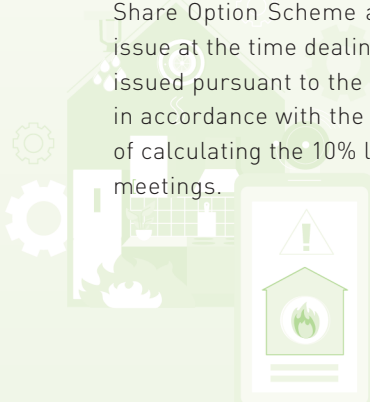 Share Option Scheme a
issue at the time dealin
issued pursuant to the
in accordance with the
of calculating the 10% l
meetings.